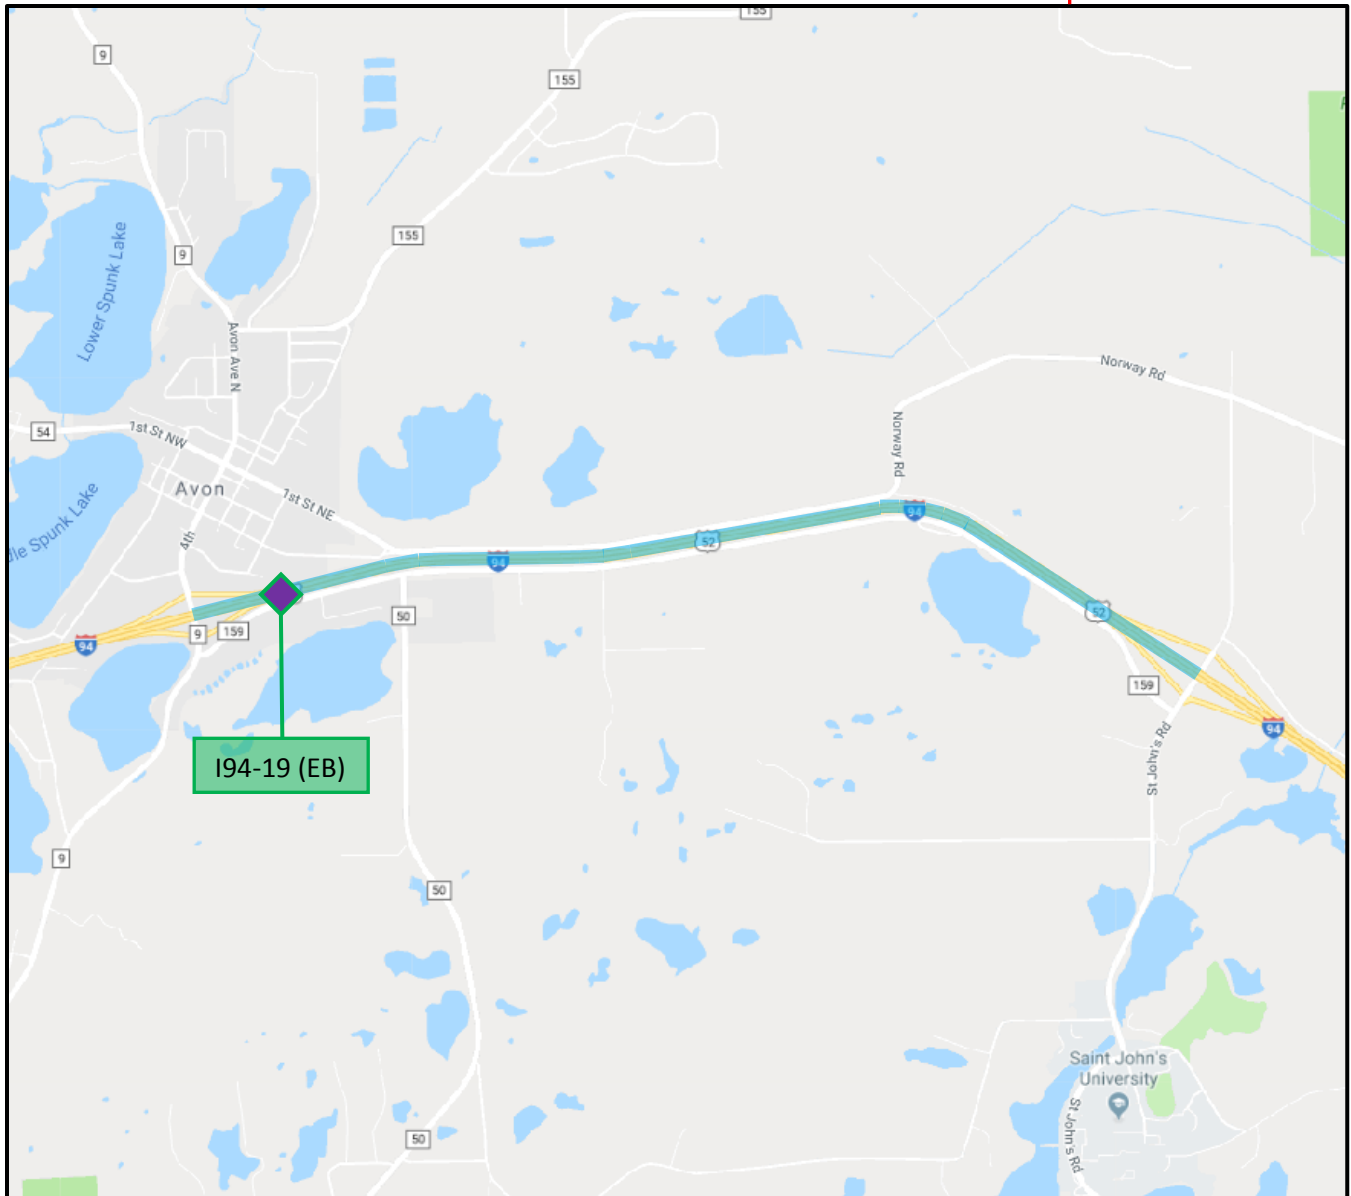 155
9
155
155
9
Lower Spunk Lake
Avon Ave N
Norway Rd
54
1st St NW
Norway Rd
Avon
1st St NE
dle Spunk Lake
4th
94
52
94
52
50
9
159
94
159
94
St John's Rd
I94-19 (EB)
9
50
Saint John's
University
St John's Rd
50